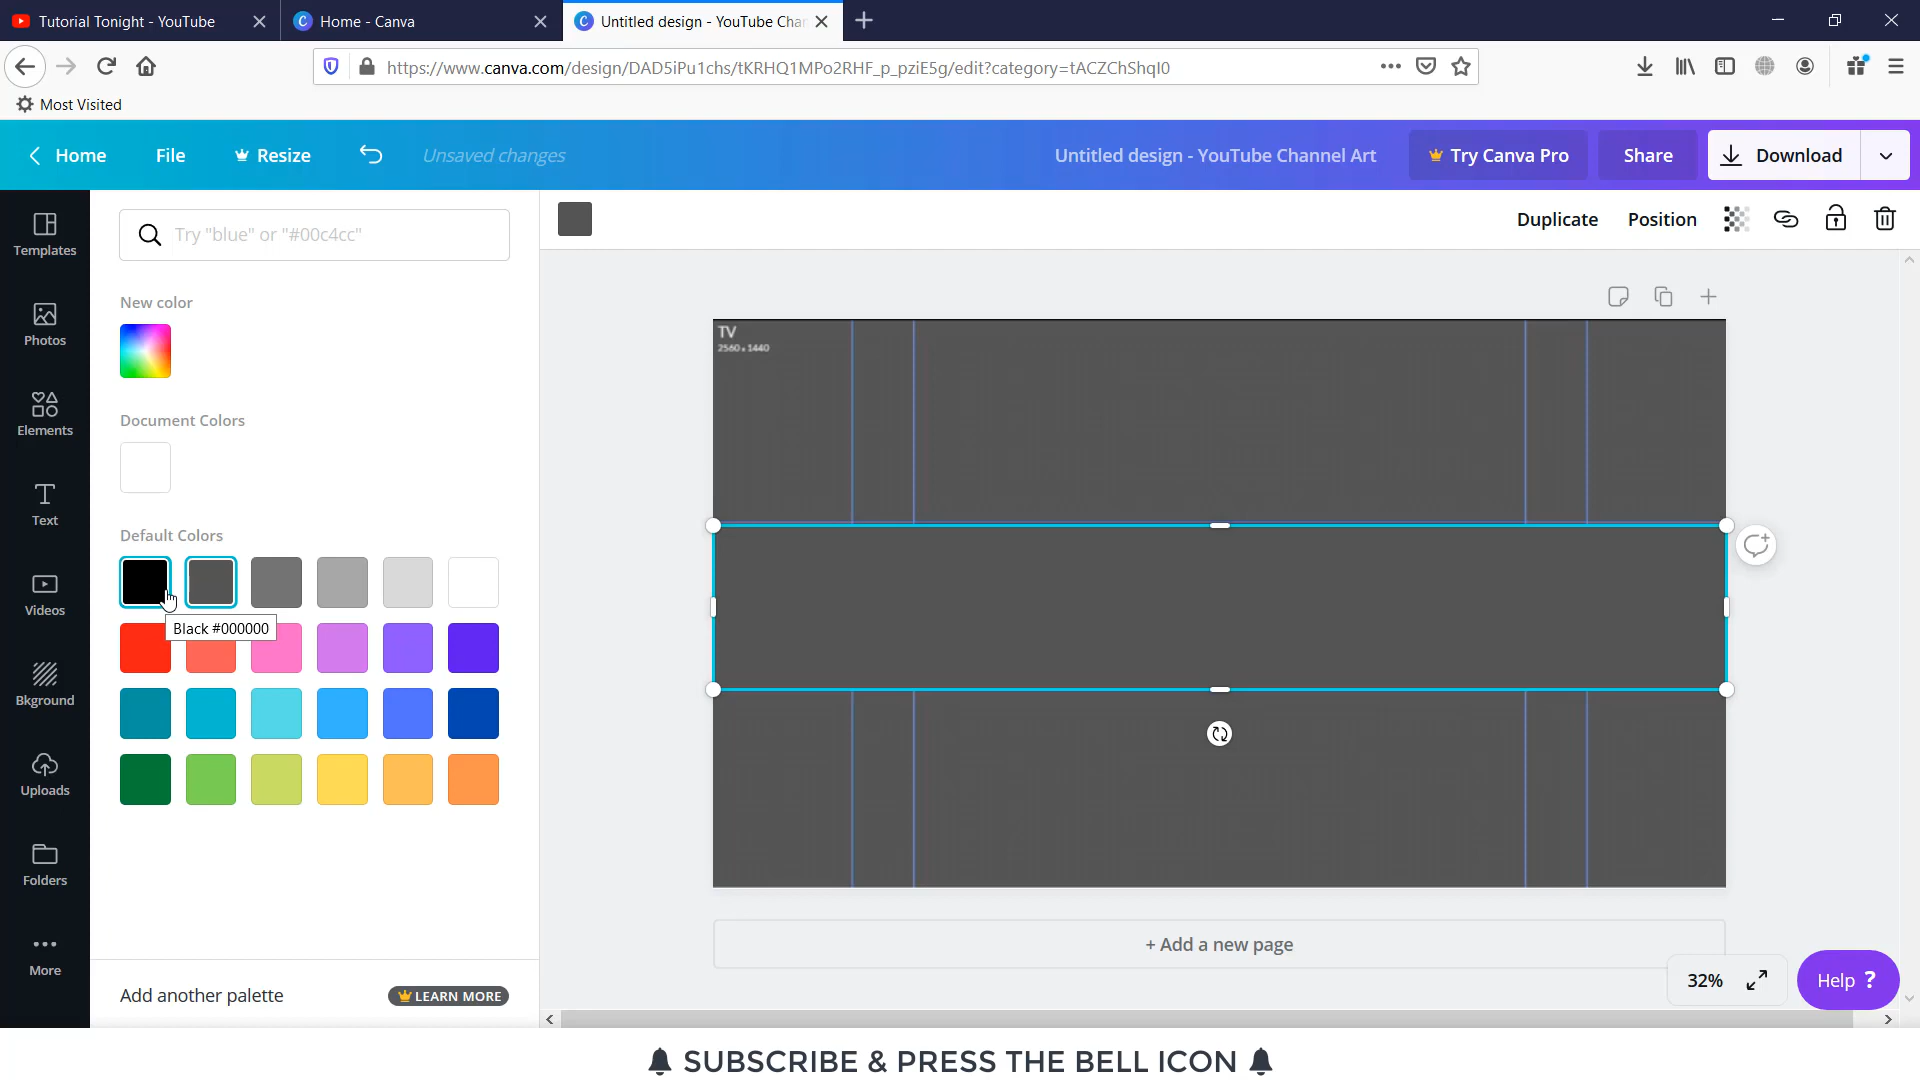 Tutorial Tonight - YouTube
Home - Canva
Untitled design - YouTube Chan
https://www.canva.com/design/DAD5iPu1chs/tKRHQ1MPo2RHF_p_pziE5g/edit?category=tACZChShqI0
Most Visited
Home
File
Resize
Unsaved changes
Untitled design - YouTube Channel Art
Try Canva Pro
Share
Download
Templates
Photos
Elements
Text
Videos
Bkground
Uploads
Folders
More
Try "blue" or "#00c4cc"
New color
Document Colors
Default Colors
Black #000000
Add another palette
LEARN MORE
Duplicate
Position
TV
2560 x 1440
+ Add a new page
32%
Help ?
SUBSCRIBE & PRESS THE BELL ICON